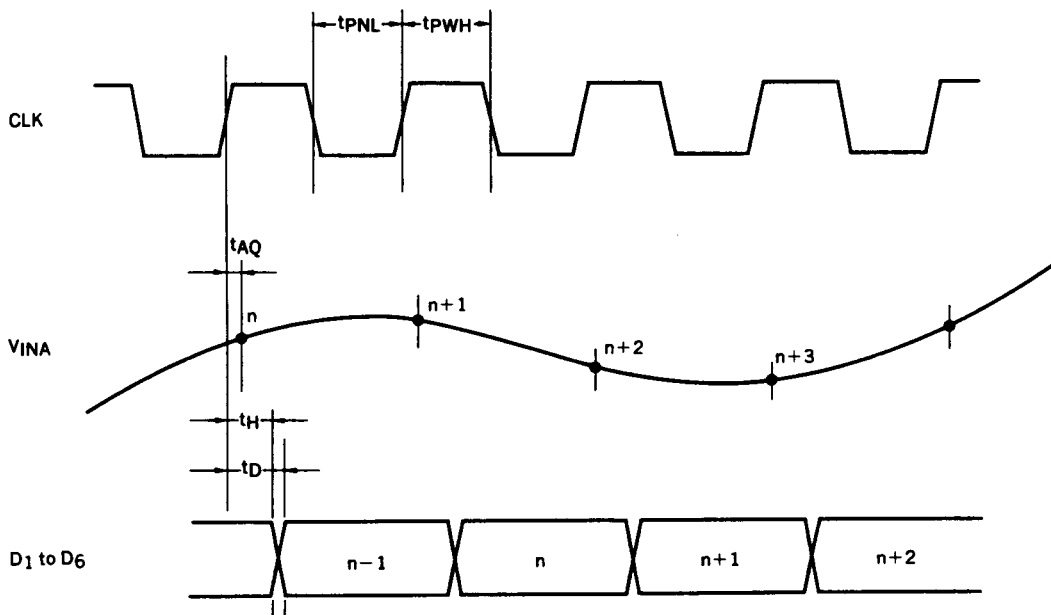 tPNL tPWH
CLK
tAQ
n
n+1
n+2
n+3
VINA
tH
tD
D1 to D6
n-1
n
n+1
n+2